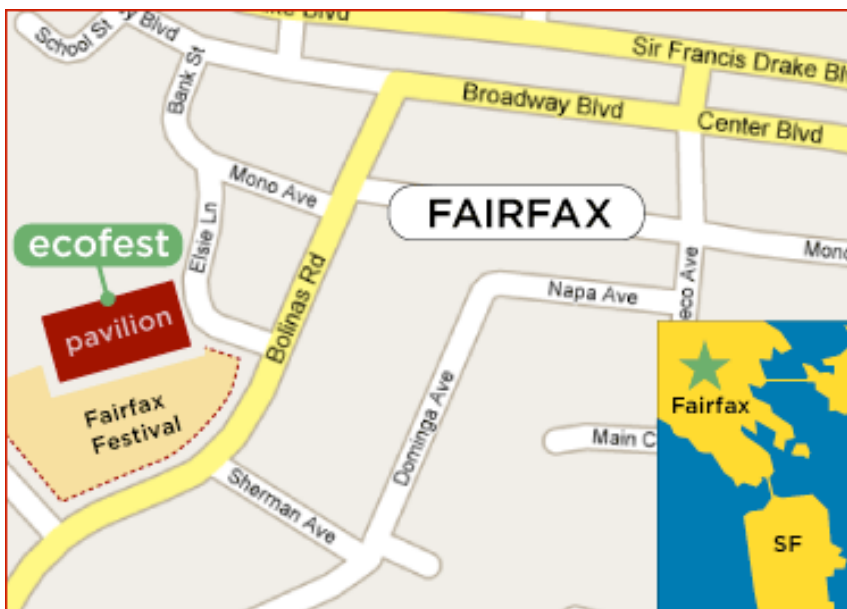 Blvd
Sir Francis Drake
School St
Blvd
Bank St
Broadway Blvd
Center Blvd
Mono Ave
FAIRFAX
Elsie Ln
ecofest
Mono
Bolinas Rd
Napa Ave
pavilion
Fairfax
Festival
Dominga Ave
Main
Fairfax
Sherman Ave
SF